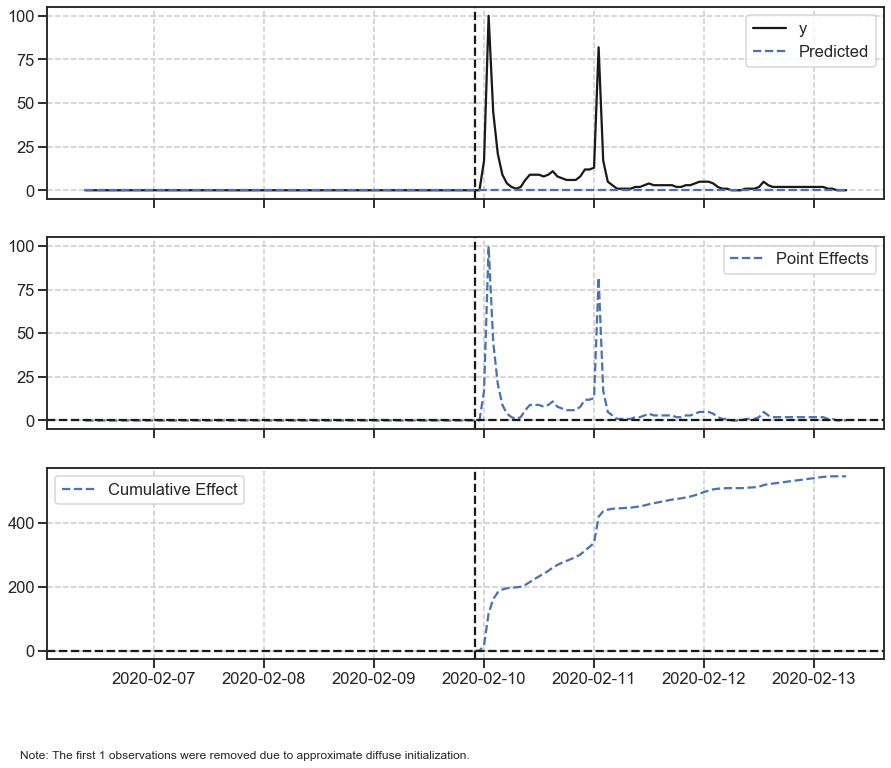 100
75
50
25
0
y
Predicted
100
75
50
25
0
Point Effects
400
200
0
Cumulative Effect
2020-02-07 2020-02-08 2020-02-09 2020-02-10 2020-02-11 2020-02-12 2020-02-13
Note: The first 1 observations were removed due to approximate diffuse initialization.